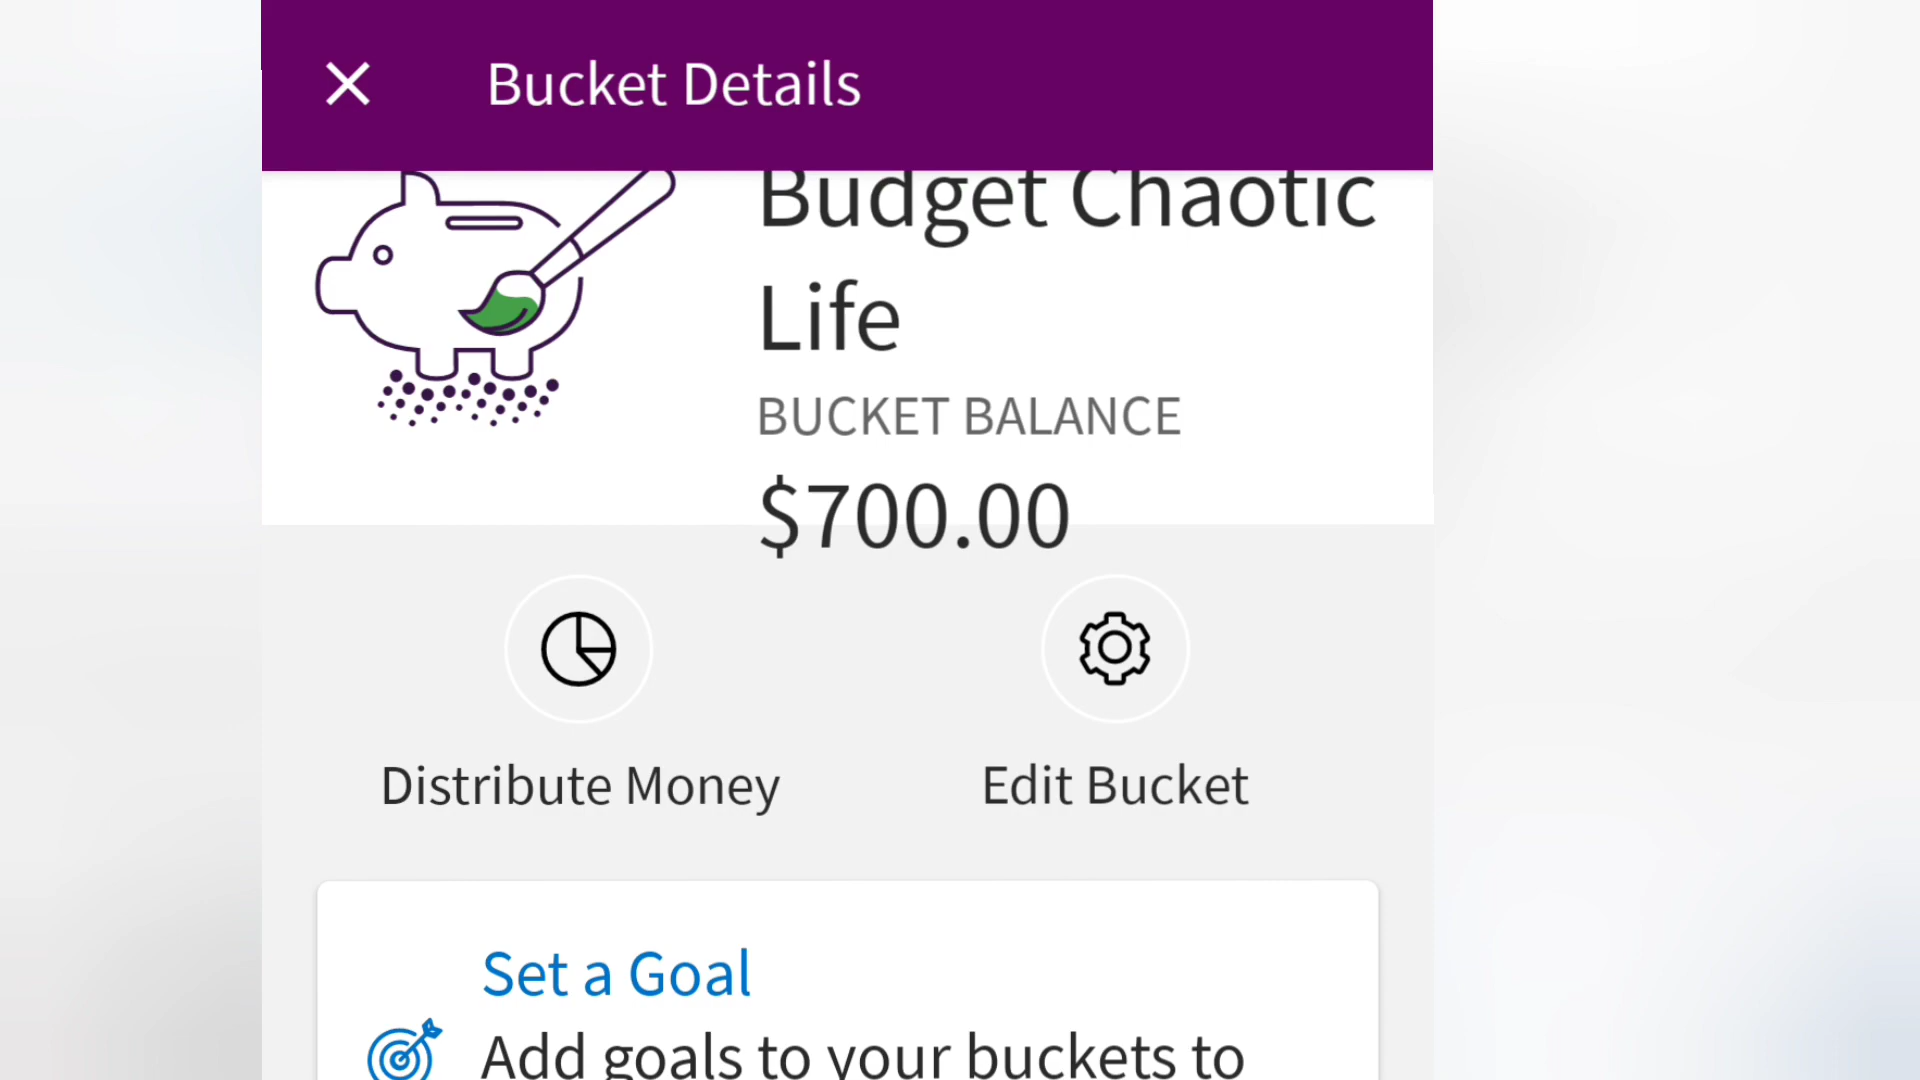 Bucket Details
Budget Chaotic
Life
BUCKET BALANCE
$700.00
Distribute Money
Edit Bucket
Set a Goal
Add goals to your buckets to